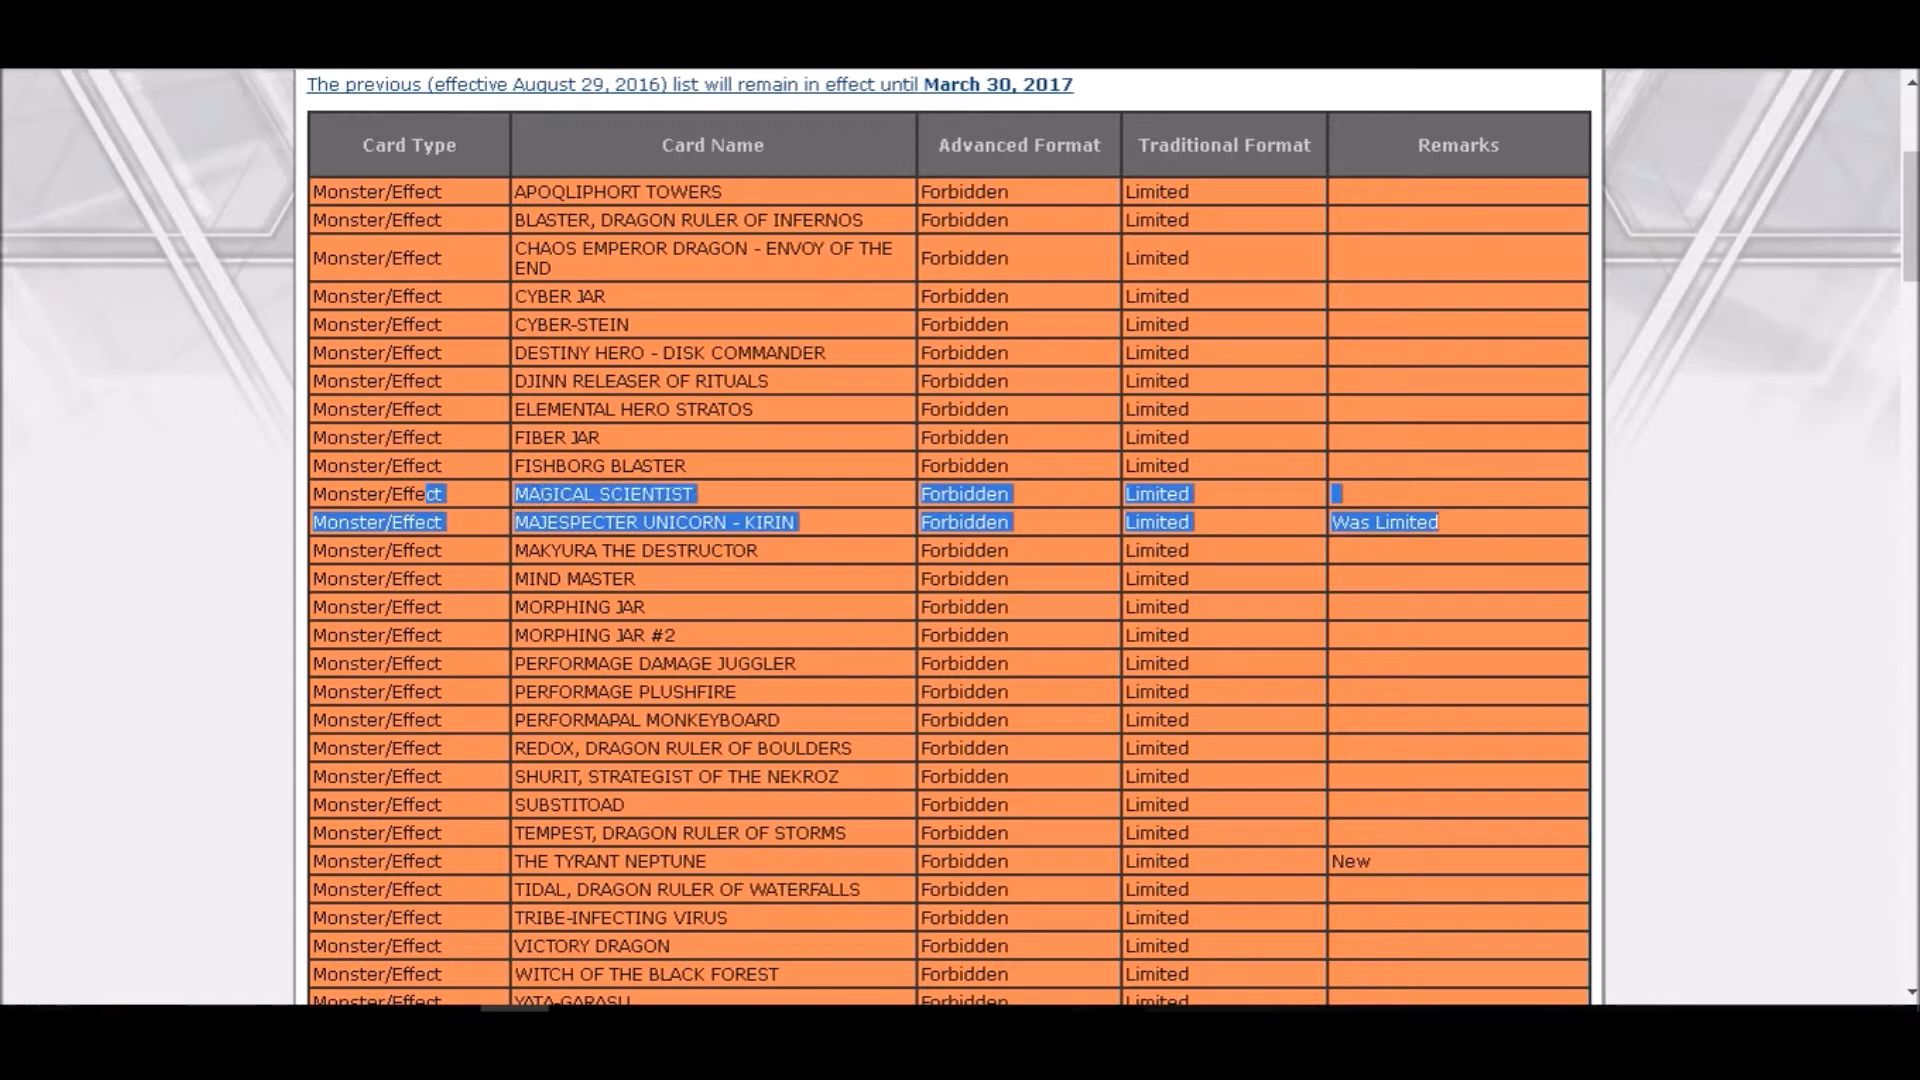 The previous (effective August 29, 2016) list will remain in effect until March 30, 2017
Card Type Card Name Advanced Format Traditional Format Remarks
Monster/Effect APOQLIPHORT TOWERS Forbidden Limited
Monster/Effect BLASTER, DRAGON RULER OF INFERNOS Forbidden Limited
Monster/Effect CHAOS EMPEROR DRAGON - ENVOY OF THE END Forbidden Limited
Monster/Effect CYBER JAR Forbidden Limited
Monster/Effect CYBER-STEIN Forbidden Limited
Monster/Effect DESTINY HERO - DISK COMMANDER Forbidden Limited
Monster/Effect DJINN RELEASER OF RITUALS Forbidden Limited
Monster/Effect ELEMENTAL HERO STRATOS Forbidden Limited
Monster/Effect FIBER JAR Forbidden Limited
Monster/Effect FISHBORG BLASTER Forbidden Limited
Monster/Effect MAGICAL SCIENTIST Forbidden Limited
Monster/Effect MAJESPECTER UNICORN - KIRIN Forbidden Limited Was Limited
Monster/Effect MAKYURA THE DESTRUCTOR Forbidden Limited
Monster/Effect MIND MASTER Forbidden Limited
Monster/Effect MORPHING JAR Forbidden Limited
Monster/Effect MORPHING JAR #2 Forbidden Limited
Monster/Effect PERFORMAGE DAMAGE JUGGLER Forbidden Limited
Monster/Effect PERFORMAGE PLUSHFIRE Forbidden Limited
Monster/Effect PERFORMAPAL MONKEYBOARD Forbidden Limited
Monster/Effect REDOX, DRAGON RULER OF BOULDERS Forbidden Limited
Monster/Effect SHURIT, STRATEGIST OF THE NEKROZ Forbidden Limited
Monster/Effect SUBSTITOAD Forbidden Limited
Monster/Effect TEMPEST, DRAGON RULER OF STORMS Forbidden Limited
Monster/Effect THE TYRANT NEPTUNE Forbidden Limited New
Monster/Effect TIDAL, DRAGON RULER OF WATERFALLS Forbidden Limited
Monster/Effect TRIBE-INFECTING VIRUS Forbidden Limited
Monster/Effect VICTORY DRAGON Forbidden Limited
Monster/Effect WITCH OF THE BLACK FOREST Forbidden Limited
Monster/Effect YATA-GARASU Forbidden Limited